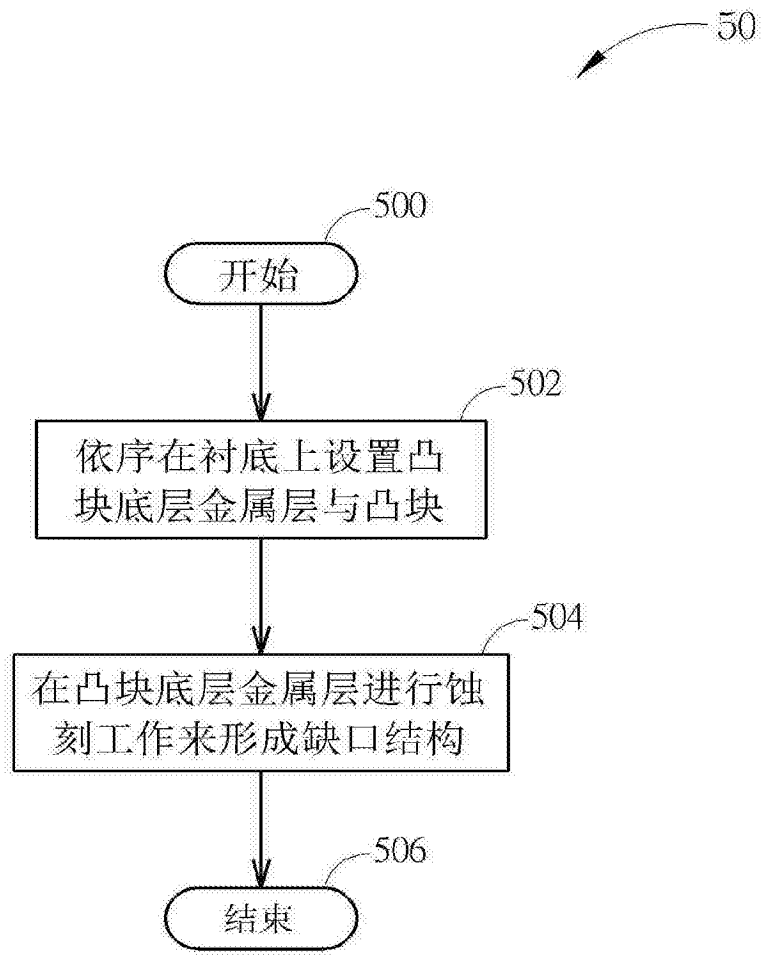 50
500
开始
502
依序在衬底上设置凸
块底层金属层与凸块
504
在凸块底层金属层进行蚀
刻工作来形成缺口结构
506
结束